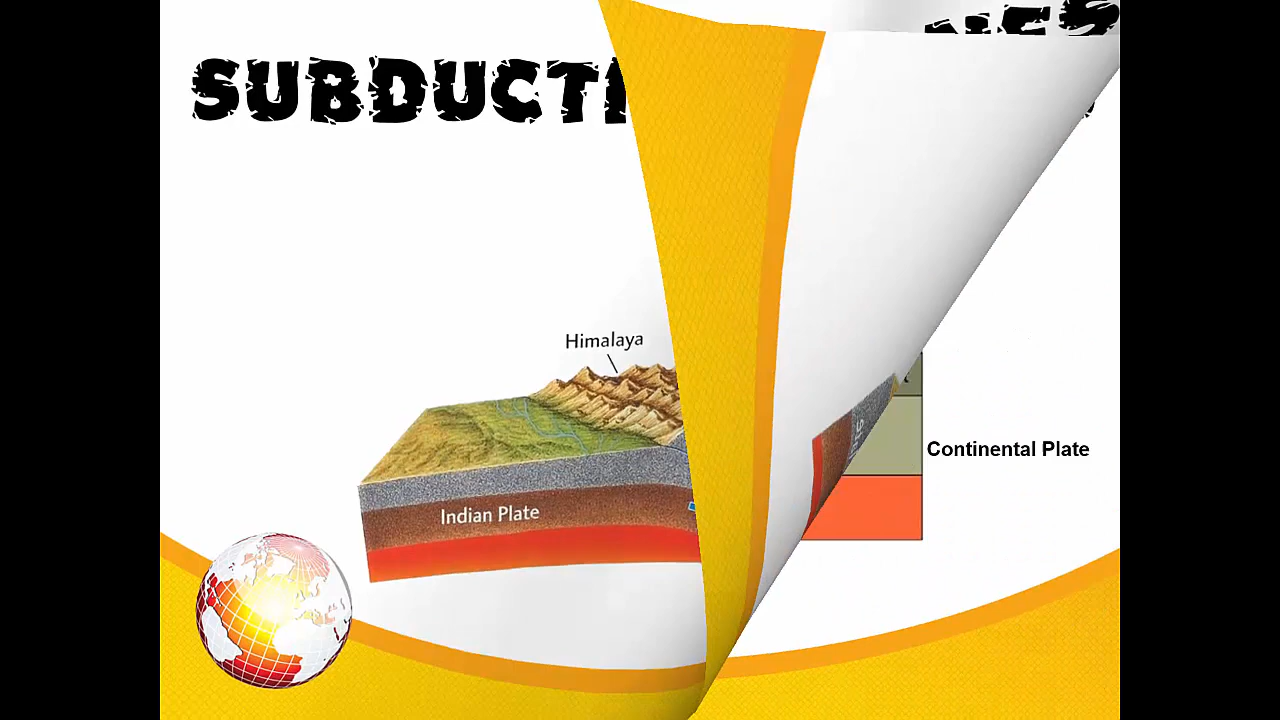 SUBDUCTI
Himalaya
Continental Plate
Indian Plate